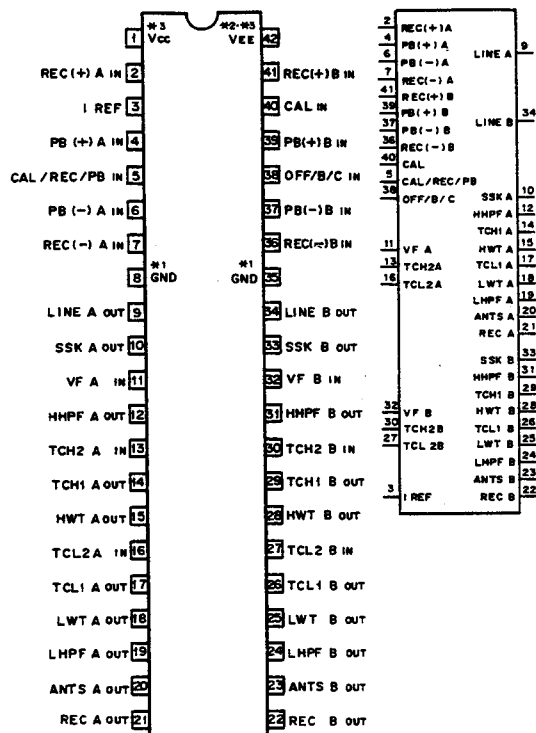 *3 *2·*3
1 Vcc VEE 42
REC(+) A IN 2 41 REC(+)B IN
I REF 3 40 CAL IN
PB (+) A IN 4 39 PB(+)B IN
CAL/REC/PB IN 5 38 OFF/B/C IN
PB (-) A IN 6 37 PB(-)B IN
REC(-) A IN 7 36 REC(-)B IN
*1 *1
8 GND GND 35
LINE A OUT 9 34 LINE B OUT
SSK A OUT 10 33 SSK B OUT
VF A IN 11 32 VF B IN
HHPF A OUT 12 31 HHPF B OUT
TCH2 A IN 13 30 TCH2 B IN
TCH1 A OUT 14 29 TCH1 B OUT
HWT A OUT 15 28 HWT B OUT
TCL2 A IN 16 27 TCL2 B IN
TCL1 A OUT 17 26 TCL1 B OUT
LWT A OUT 18 25 LWT B OUT
LHPF A OUT 19 24 LHPF B OUT
ANTS A OUT 20 23 ANTS B OUT
REC A OUT 21 22 REC B OUT
2 REC(+)A
4 PB(+)A
6 PB(-)A
7 REC(-)A
41 REC(+)B
39 PB(+)B
37 PB(-)B
36 REC(-)B
40 CAL
5 CAL/REC/PB
38 OFF/B/C
11 VF A
13 TCH2A
16 TCL2A
32 VF B
30 TCH2B
27 TCL 2B
3 I REF
LINE A 9
LINE B 34
SSK A 10
HHPF A 12
TCH1 A 14
HWT A 15
TCL1 A 17
LWT A 18
LHPF A 19
ANTS A 20
REC A 21
SSK B 33
HHPF B 31
TCH1 B 29
HWT B 28
TCL1 B 26
LWT B 25
LHPF B 24
ANTS B 23
REC B 22